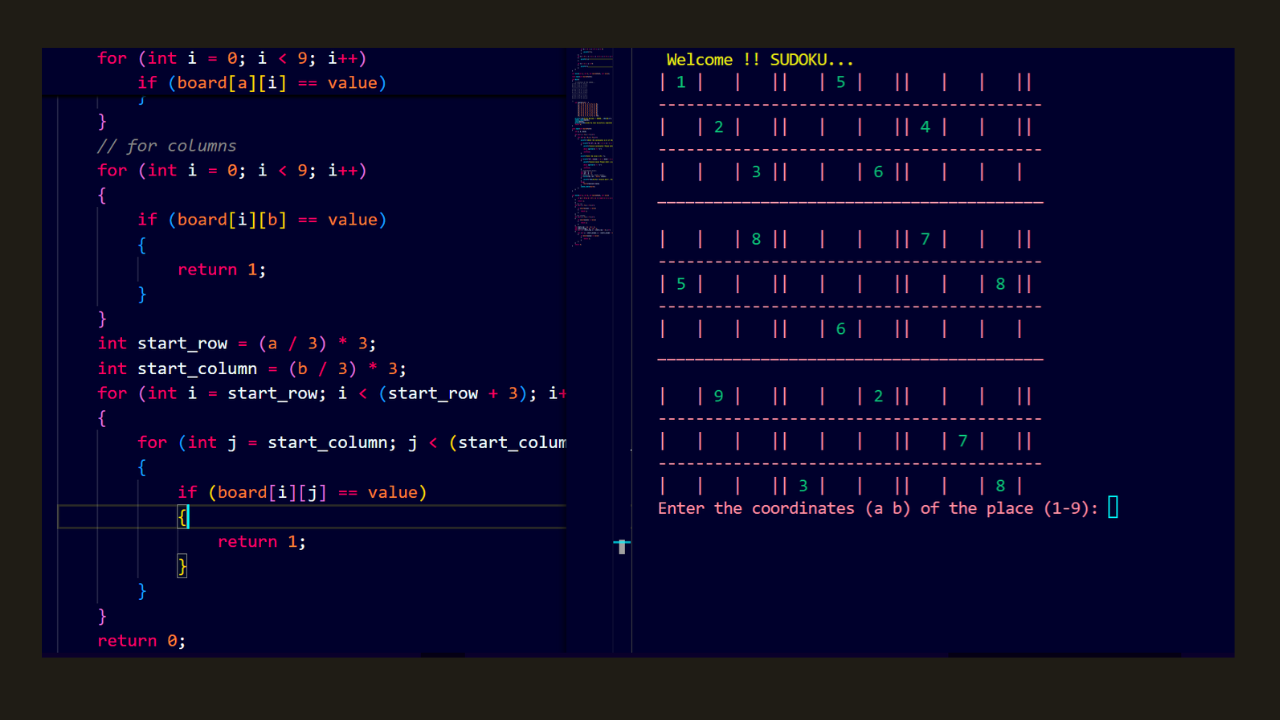 for (int i = 0; i < 9; i++)
if (board[a][i] == value)
}
}
// for columns
for (int i = 0; i < 9; i++)
{
if (board[i][b] == value)
{
return 1;
}
}
int start_row = (a / 3) * 3;
int start_column = (b / 3) * 3;
for (int i = start_row; i < (start_row + 3); i+
{
for (int j = start_column; j < (start_colum
{
if (board[i][j] == value)
{
return 1;
}
}
}
return 0;
Welcome !! SUDOKU...
| 1 |   |   ||   | 5 |   ||   |   |   ||
-----------------------------------------
|   | 2 |   ||   |   |   || 4 |   |   ||
-----------------------------------------
|   |   | 3 ||   |   | 6 ||   |   |   ||
_________________________________________
|   |   | 8 ||   |   |   || 7 |   |   ||
-----------------------------------------
| 5 |   |   ||   |   |   ||   |   | 8 ||
-----------------------------------------
|   |   |   ||   | 6 |   ||   |   |   |
_________________________________________
|   | 9 |   ||   |   | 2 ||   |   |   ||
-----------------------------------------
|   |   |   ||   |   |   ||   | 7 |   ||
-----------------------------------------
|   |   |   || 3 |   |   ||   |   | 8 |
Enter the coordinates (a b) of the place (1-9):